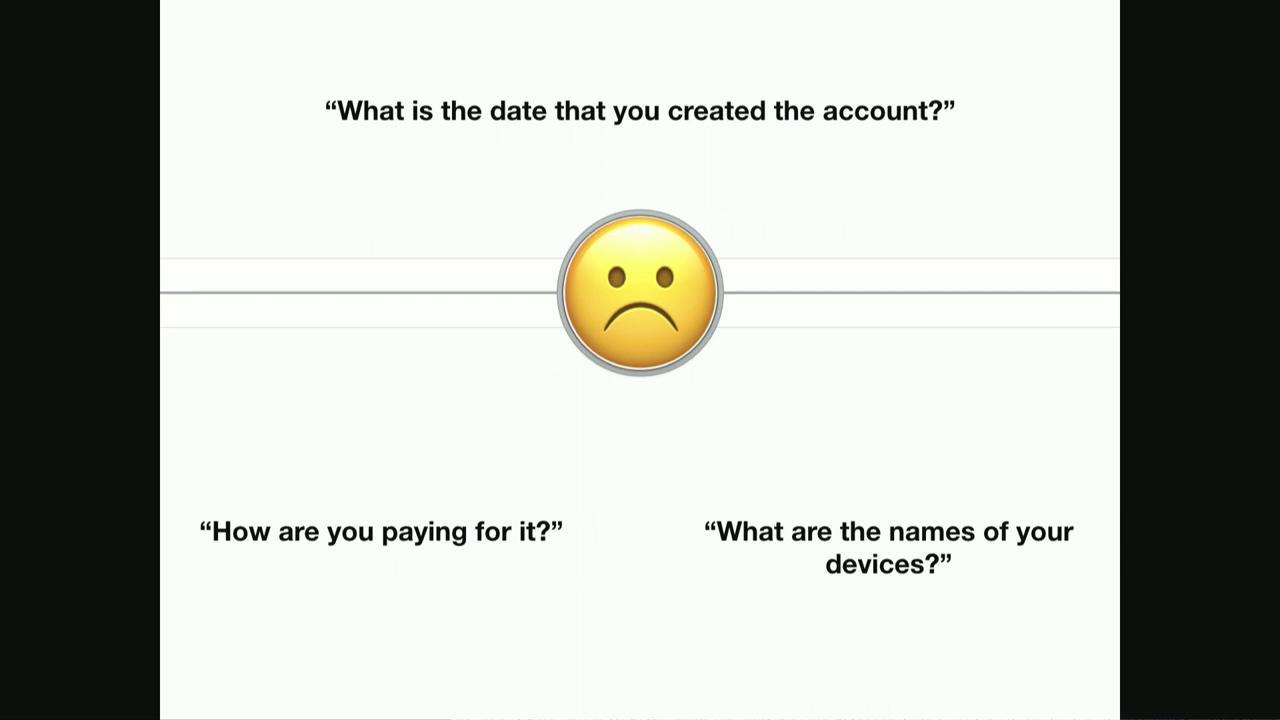 “What is the date that you created the account?”
“How are you paying for it?”
“What are the names of your
devices?”